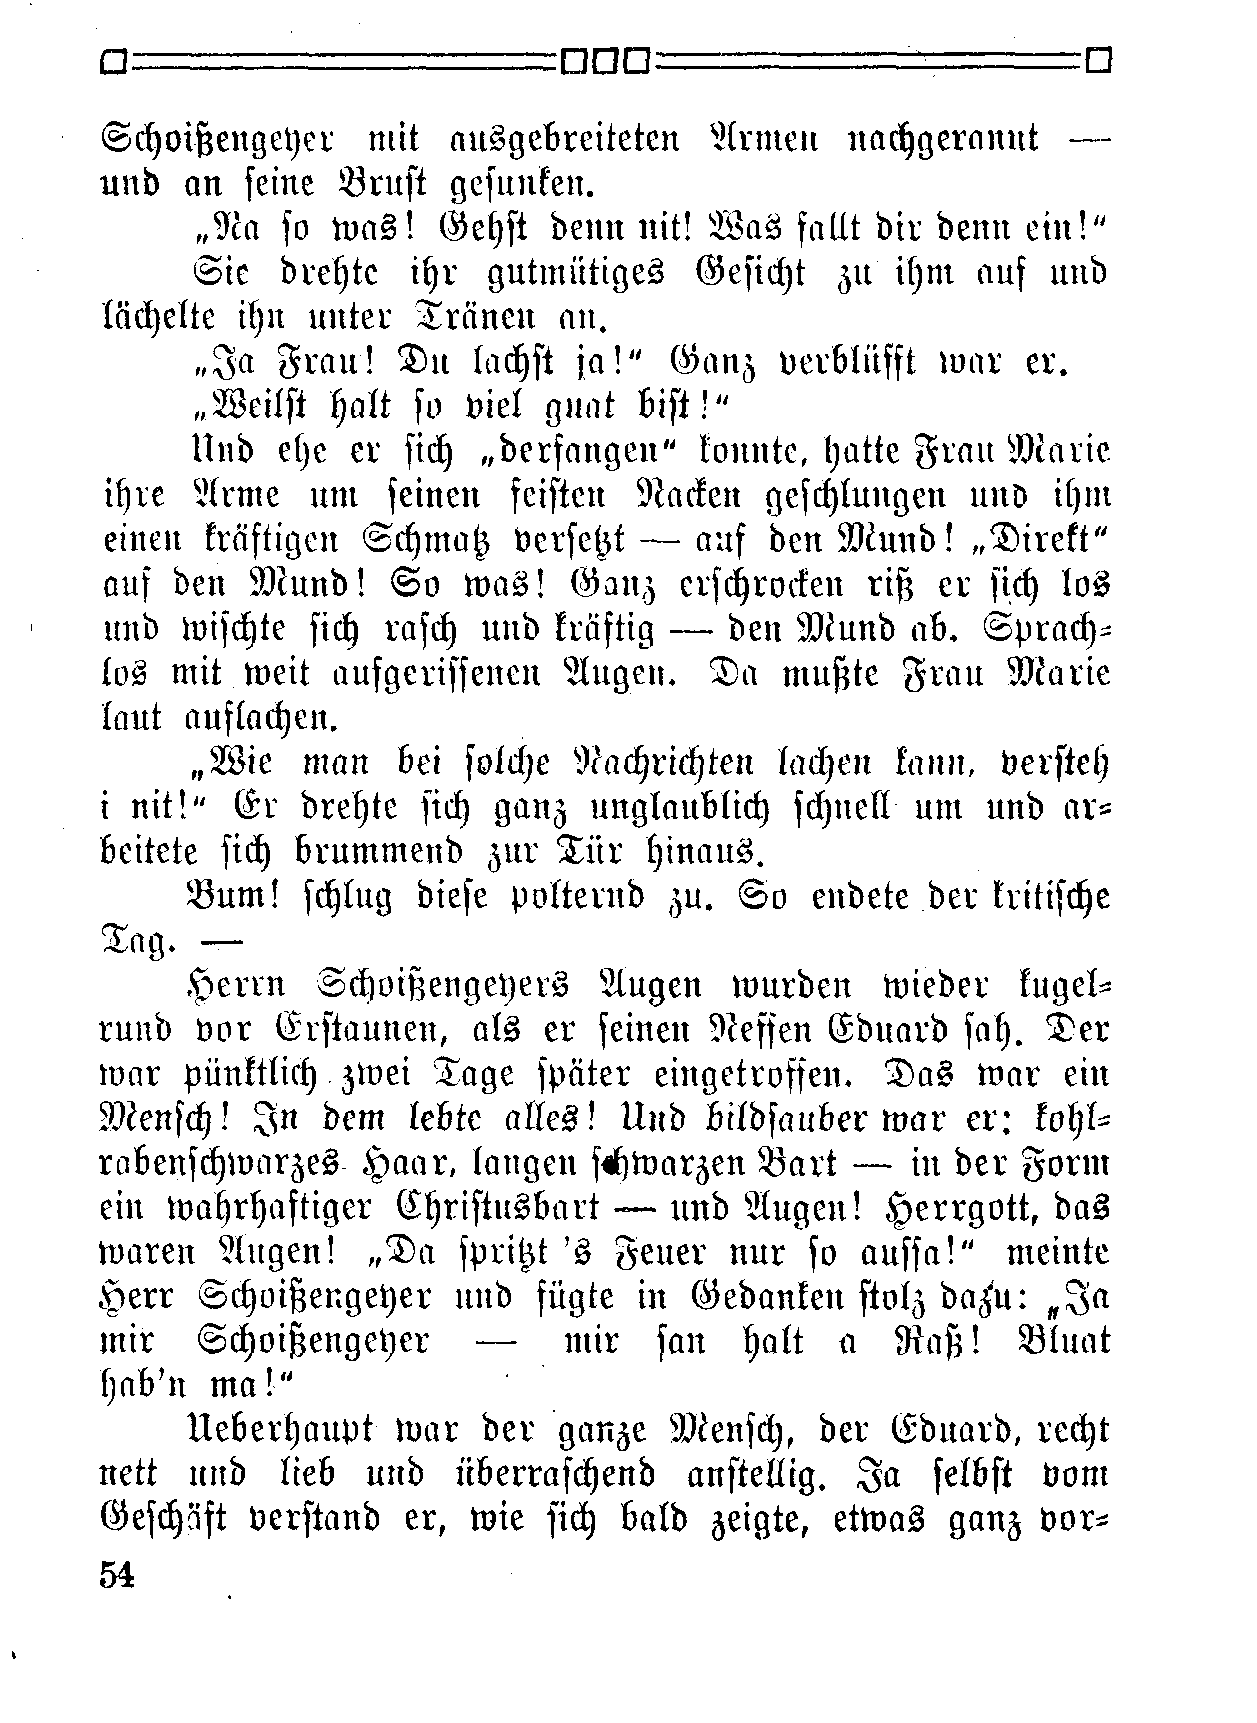 Schoißengeyer mit ausgebreiteten Armen nachgerannt —
und an seine Brust gesunken.
„Na so was! Gehst denn nit! Was fallt dir denn ein!“
Sie drehte ihr gutmütiges Gesicht zu ihm auf und
lächelte ihn unter Tränen an.
„Ja Frau! Du lachst ja!“ Ganz verblüfft war er.
„Weilst halt so viel guat bist!“
Und ehe er sich „derfangen“ konnte, hatte Frau Marie
ihre Arme um seinen feisten Nacken geschlungen und ihm
einen kräftigen Schmatz versetzt — auf den Mund! „Direkt“
auf den Mund! So was! Ganz erschrocken riß er sich los
und wischte sich rasch und kräftig — den Mund ab. Sprach-
los mit weit aufgerissenen Augen. Da mußte Frau Marie
laut auflachen.
„Wie man bei solche Nachrichten lachen kann, versteh
i nit!“ Er drehte sich ganz unglaublich schnell um und ar-
beitete sich brummend zur Tür hinaus.
Bum! schlug diese polternd zu. So endete der kritische
Tag. —
Herrn Schoißengeyers Augen wurden wieder kugel-
rund vor Erstaunen, als er seinen Neffen Eduard sah. Der
war pünktlich zwei Tage später eingetroffen. Das war ein
Mensch! In dem lebte alles! Und bildsauber war er: kohl-
rabenschwarzes Haar, langen schwarzen Bart — in der Form
ein wahrhaftiger Christusbart — und Augen! Herrgott, das
waren Augen! „Da spritzt 's Feuer nur so aussa!“ meinte
Herr Schoißengeyer und fügte in Gedanken stolz dazu: „Ja
mir Schoißengeyer — mir san halt a Raß! Bluat
hab'n ma!“
Ueberhaupt war der ganze Mensch, der Eduard, recht
nett und lieb und überraschend anstellig. Ja selbst vom
Geschäft verstand er, wie sich bald zeigte, etwas ganz vor-
54